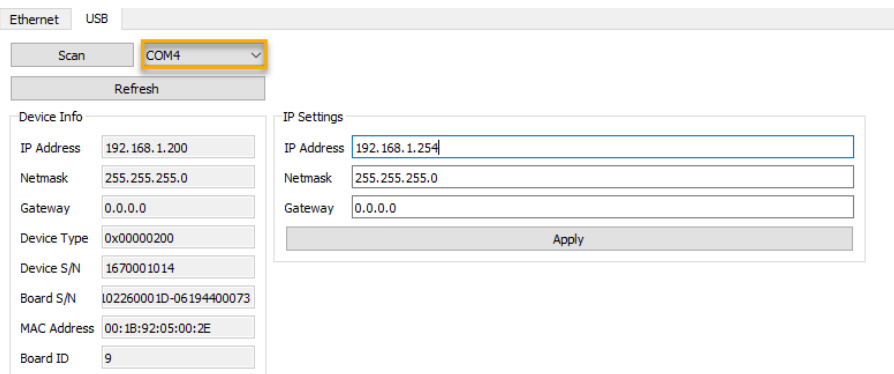 Ethernet USB
Scan COM4
Refresh
Device Info
IP Address 192.168.1.200
Netmask 255.255.255.0
Gateway 0.0.0.0
Device Type 0x00000200
Device S/N 1670001014
Board S/N 102260001D-06194400073
MAC Address 00:1B:92:05:00:2E
Board ID 9
IP Settings
IP Address 192.168.1.254
Netmask 255.255.255.0
Gateway 0.0.0.0
Apply